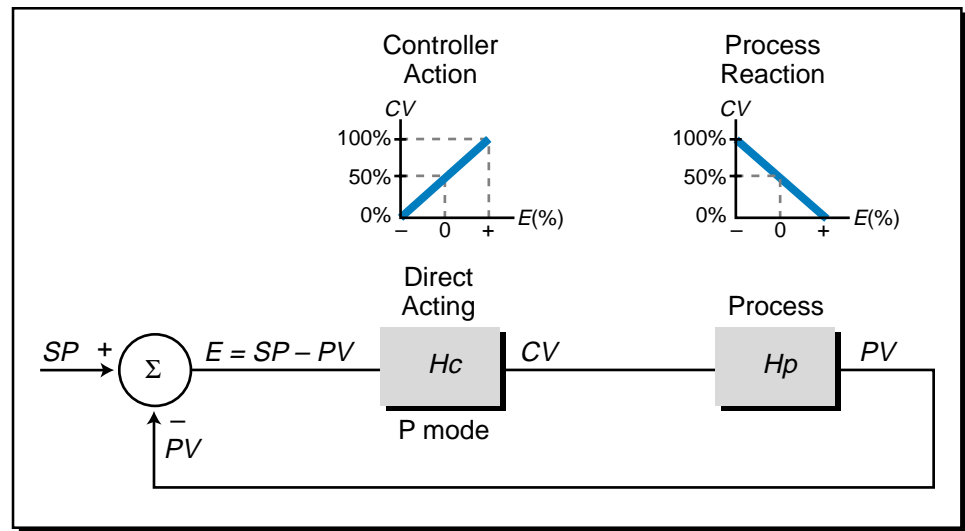 Controller
Action
CV
100%
50%
0%
– 0 +
E(%)
Process
Reaction
CV
100%
50%
0%
– 0 +
E(%)
Direct
Acting
Process
SP + Σ E = SP – PV Hc CV Hp PV
–
PV
P mode